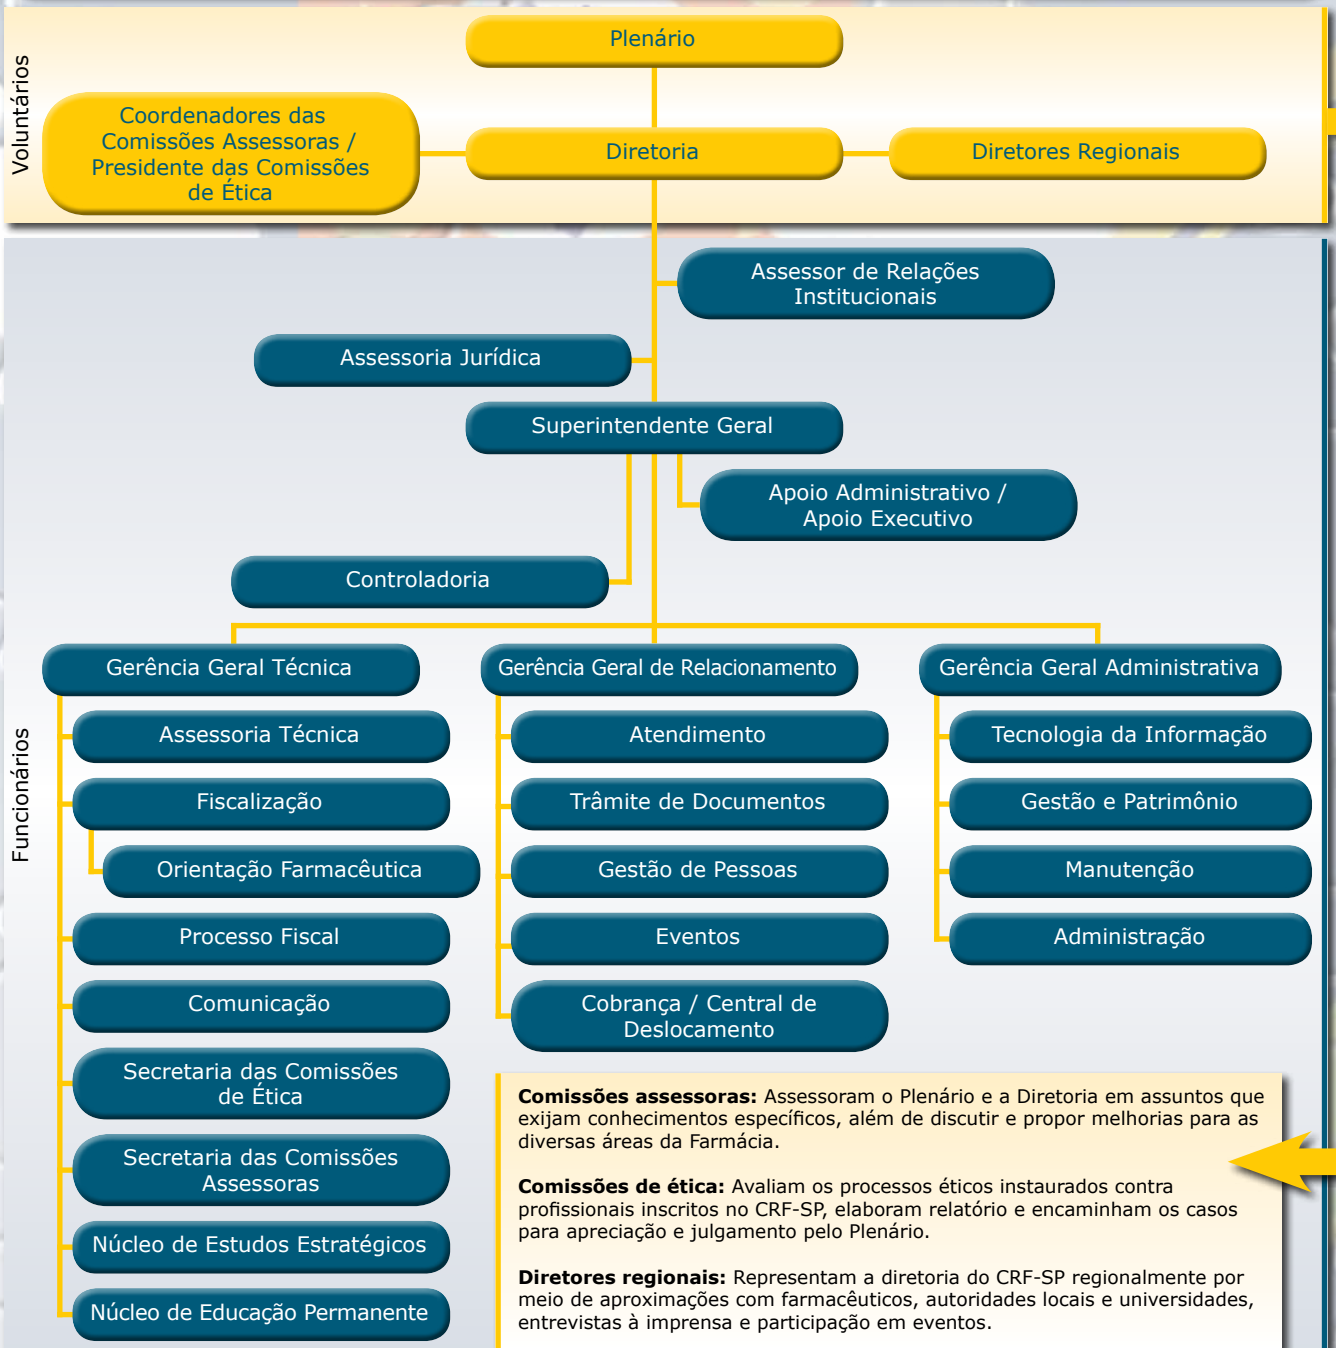 Voluntários
Plenário
Coordenadores das
Comissões Assessoras /
Presidente das Comissões
de Ética
Diretoria
Diretores Regionais
Funcionários
Assessor de Relações
Institucionais
Assessoria Jurídica
Superintendente Geral
Apoio Administrativo /
Apoio Executivo
Controladoria
Gerência Geral Técnica
Assessoria Técnica
Fiscalização
Orientação Farmacêutica
Processo Fiscal
Comunicação
Secretaria das Comissões
de Ética
Secretaria das Comissões
Assessoras
Núcleo de Estudos Estratégicos
Núcleo de Educação Permanente
Gerência Geral de Relacionamento
Atendimento
Trâmite de Documentos
Gestão de Pessoas
Eventos
Cobrança / Central de
Deslocamento
Gerência Geral Administrativa
Tecnologia da Informação
Gestão e Patrimônio
Manutenção
Administração
Comissões assessoras: Assessoram o Plenário e a Diretoria em assuntos que
exijam conhecimentos específicos, além de discutir e propor melhorias para as
diversas áreas da Farmácia.
Comissões de ética: Avaliam os processos éticos instaurados contra
profissionais inscritos no CRF-SP, elaboram relatório e encaminham os casos
para apreciação e julgamento pelo Plenário.
Diretores regionais: Representam a diretoria do CRF-SP regionalmente por
meio de aproximações com farmacêuticos, autoridades locais e universidades,
entrevistas à imprensa e participação em eventos.